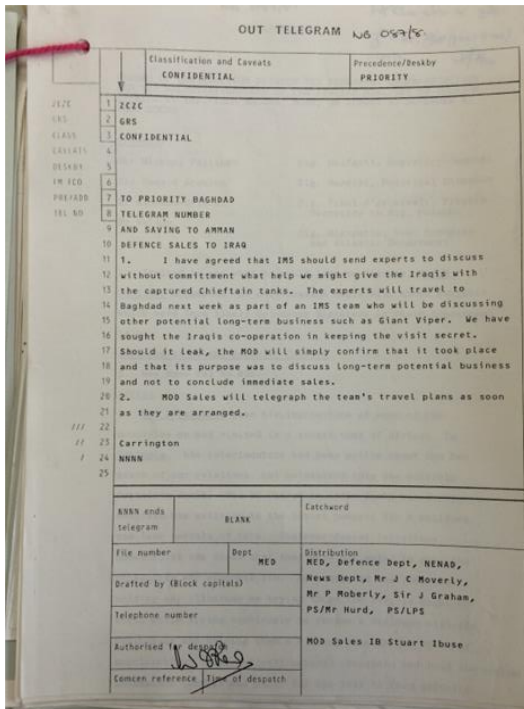 OUT TELEGRAM NB 087/8
Classification and Caveats
CONFIDENTIAL
Precedence/Deskby
PRIORITY
ZCZC 1 ZCZC
GRS 2 GRS
CLASS 3 CONFIDENTIAL
CAVEATS 4
DESKBY 5
FM FCO 6
PRE/ADD 7 TO PRIORITY BAGHDAD
TEL NO 8 TELEGRAM NUMBER
9 AND SAVING TO AMMAN
10 DEFENCE SALES TO IRAQ
11 1. I have agreed that IMS should send experts to discuss
12 without committment what help we might give the Iraqis with
13 the captured Chieftain tanks. The experts will travel to
14 Baghdad next week as part of an IMS team who will be discussing
15 other potential long-term business such as Giant Viper. We have
16 sought the Iraqis co-operation in keeping the visit secret.
17 Should it leak, the MOD will simply confirm that it took place
18 and that its purpose was to discuss long-term potential business
19 and not to conclude immediate sales.
20 2. MOD Sales will telegraph the team's travel plans as soon
21 as they are arranged.
/// 22
// 23 Carrington
/ 24 NNNN
25
NNNN ends
telegram
BLANK
Catchword
File number
Dept
MED
Drafted by (Block capitals)
Telephone number
Authorised for despatch
Comcen reference
Time of despatch
Distribution
MED, Defence Dept, NENAD,
News Dept, Mr J C Moverly,
Mr P Moberly, Sir J Graham,
PS/Mr Hurd, PS/LPS
MOD Sales IB Stuart Ibuse